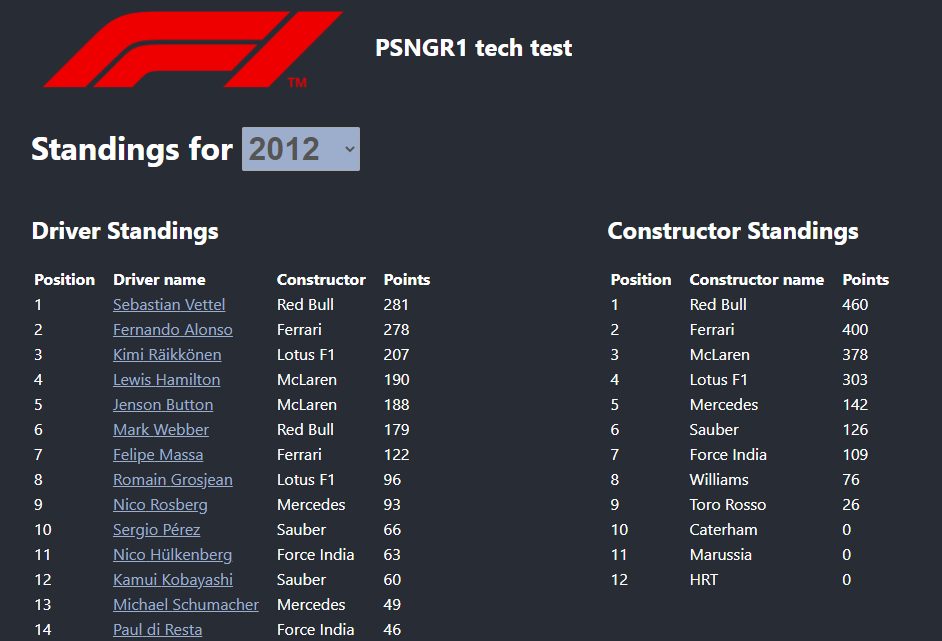 F1 TM
PSNGR1 tech test
Standings for 2012
Driver Standings
Position Driver name Constructor Points
1 Sebastian Vettel Red Bull 281
2 Fernando Alonso Ferrari 278
3 Kimi Räikkönen Lotus F1 207
4 Lewis Hamilton McLaren 190
5 Jenson Button McLaren 188
6 Mark Webber Red Bull 179
7 Felipe Massa Ferrari 122
8 Romain Grosjean Lotus F1 96
9 Nico Rosberg Mercedes 93
10 Sergio Pérez Sauber 66
11 Nico Hülkenberg Force India 63
12 Kamui Kobayashi Sauber 60
13 Michael Schumacher Mercedes 49
14 Paul di Resta Force India 46
Constructor Standings
Position Constructor name Points
1 Red Bull 460
2 Ferrari 400
3 McLaren 378
4 Lotus F1 303
5 Mercedes 142
6 Sauber 126
7 Force India 109
8 Williams 76
9 Toro Rosso 26
10 Caterham 0
11 Marussia 0
12 HRT 0